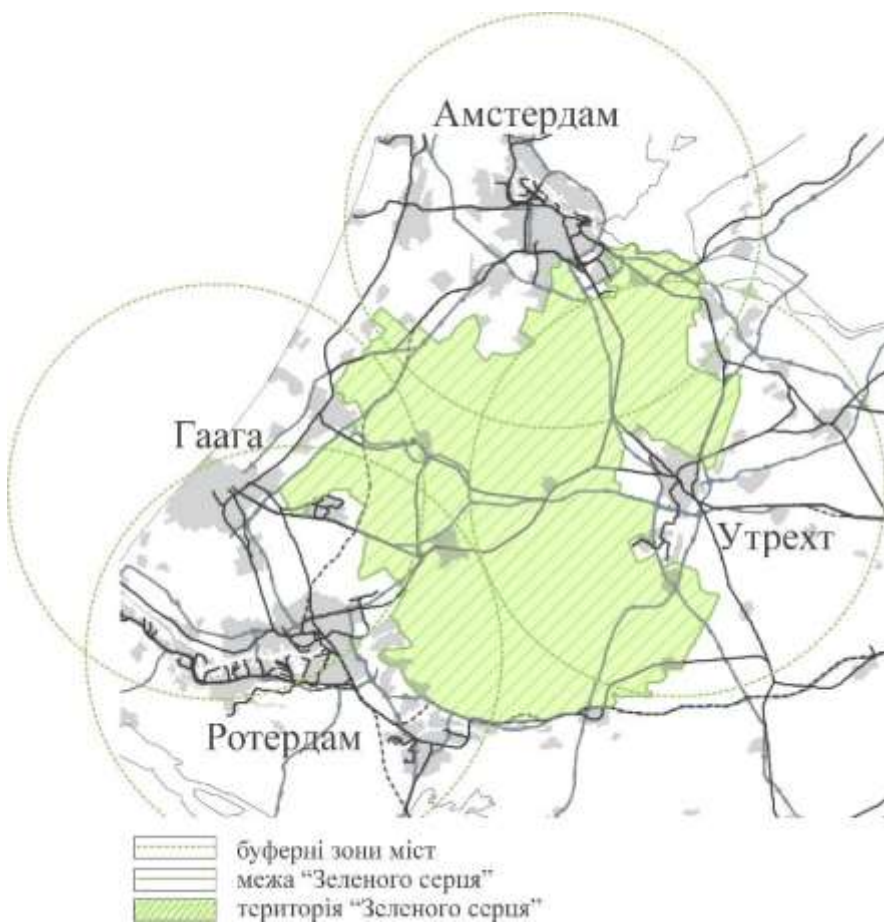 Амстердам
Гаага
Утрехт
Ротердам
буферні зони міст
межа “Зеленого серця”
територія “Зеленого серця”